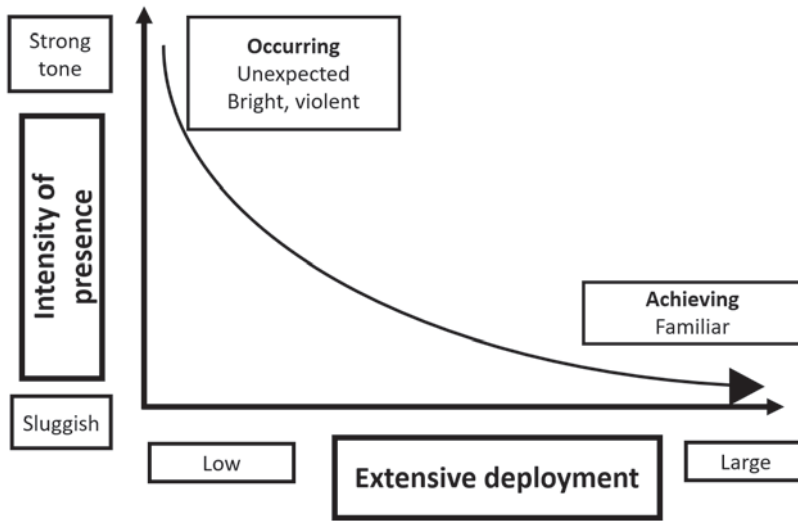 Strong
tone
Occurring
Unexpected
Bright, violent
Intensity of
presence
Achieving
Familiar
Sluggish
Low
Extensive deployment
Large